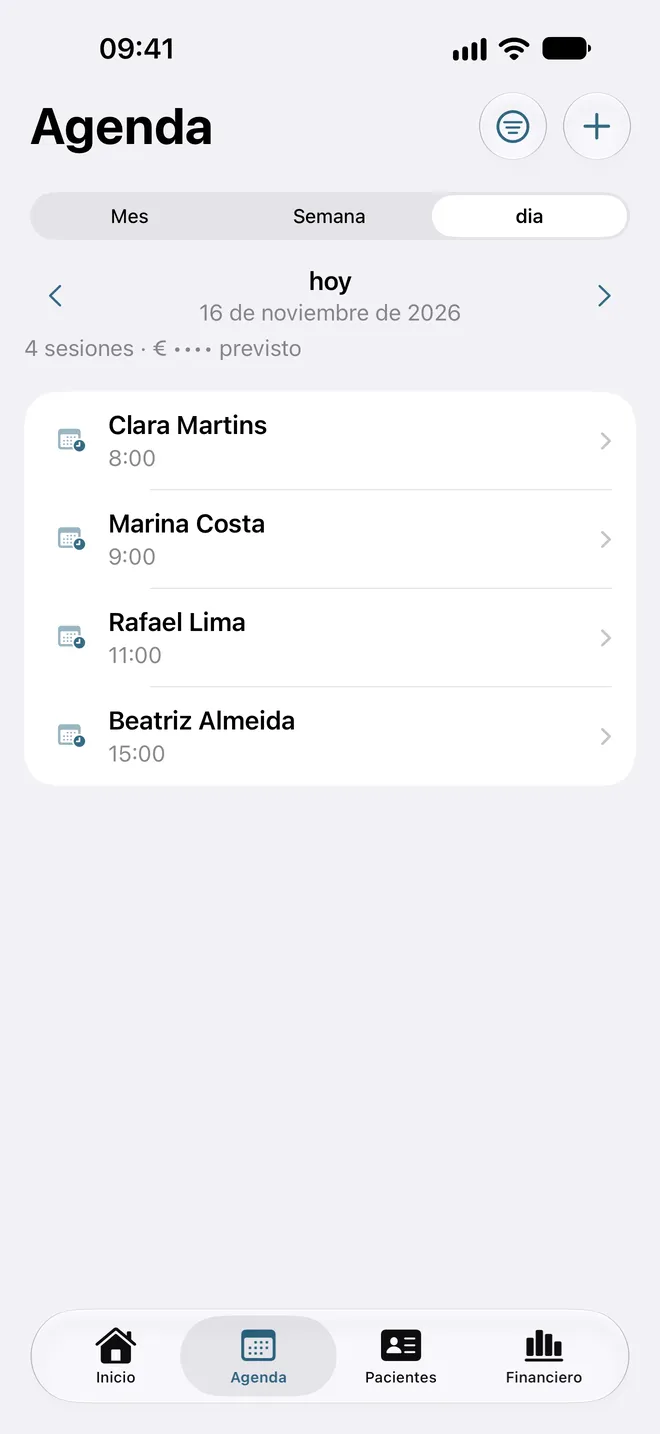 09:41
Agenda
Mes
Semana
dia
hoy
16 de noviembre de 2026
4 sesiones · € •••• previsto
Clara Martins
8:00
Marina Costa
9:00
Rafael Lima
11:00
Beatriz Almeida
15:00
Inicio
Agenda
Pacientes
Financiero